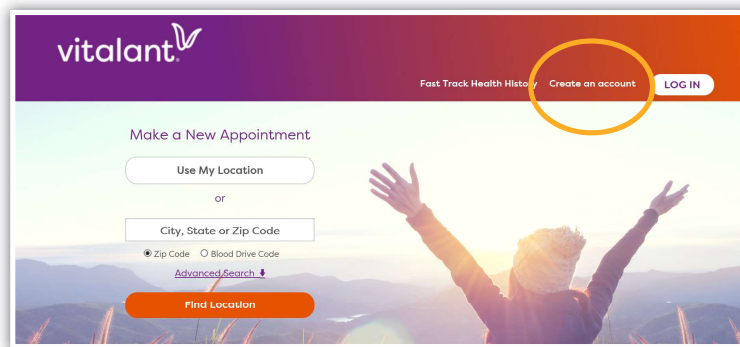 vitalant
Fast Track Health History Create an account LOG IN
Make a New Appointment
Use My Location
or
City, State or Zip Code
Zip Code Blood Drive Code
Advanced Search
Find Location